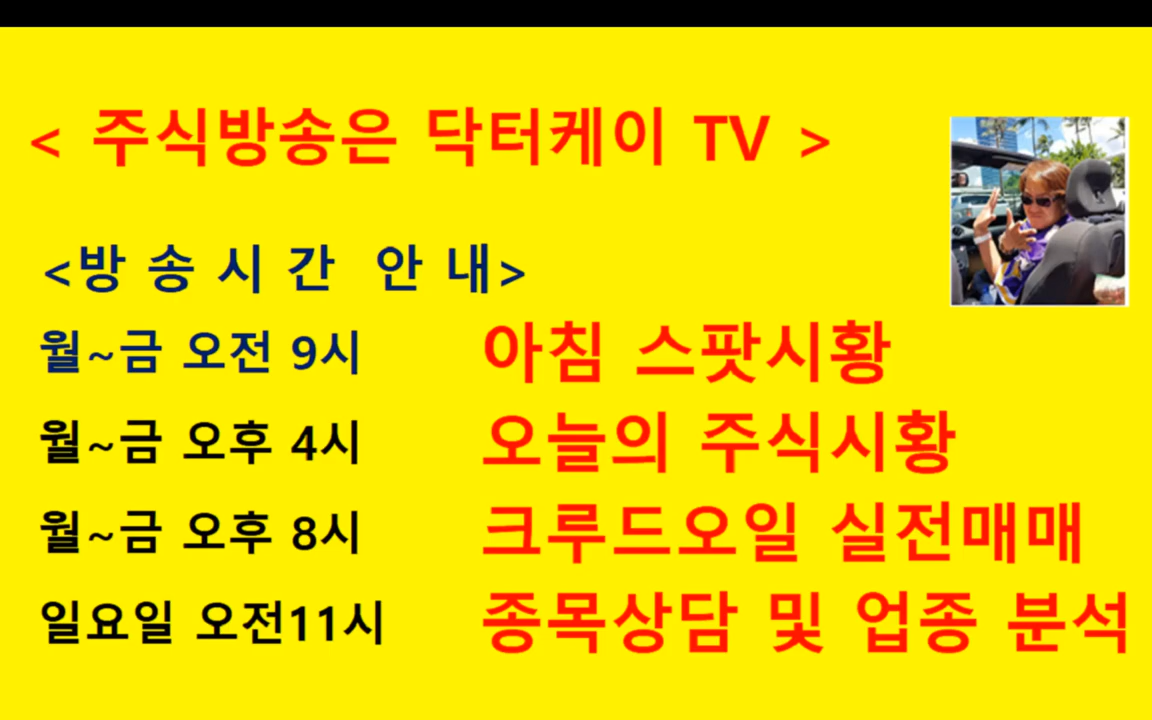 < 주식방송은 닥터케이 TV >
<방 송 시 간 안 내>
월~금 오전 9시 아침 스팟시황
월~금 오후 4시 오늘의 주식시황
월~금 오후 8시 크루드오일 실전매매
일요일 오전11시 종목상담 및 업종 분석